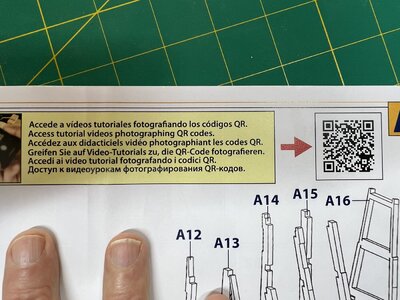 Accede a vídeos tutoriales fotografiando los códigos QR.
Access tutorial videos photographing QR codes.
Accédez aux didacticiels vidéo photographiant les codes QR.
Greifen Sie auf Video-Tutorials zu, die QR-Code fotografieren.
Accedi ai video tutorial fotografando i codici QR.
Доступ к видеоурокам фотографирования QR-кодов.
A14 A15 A16
A12 A13